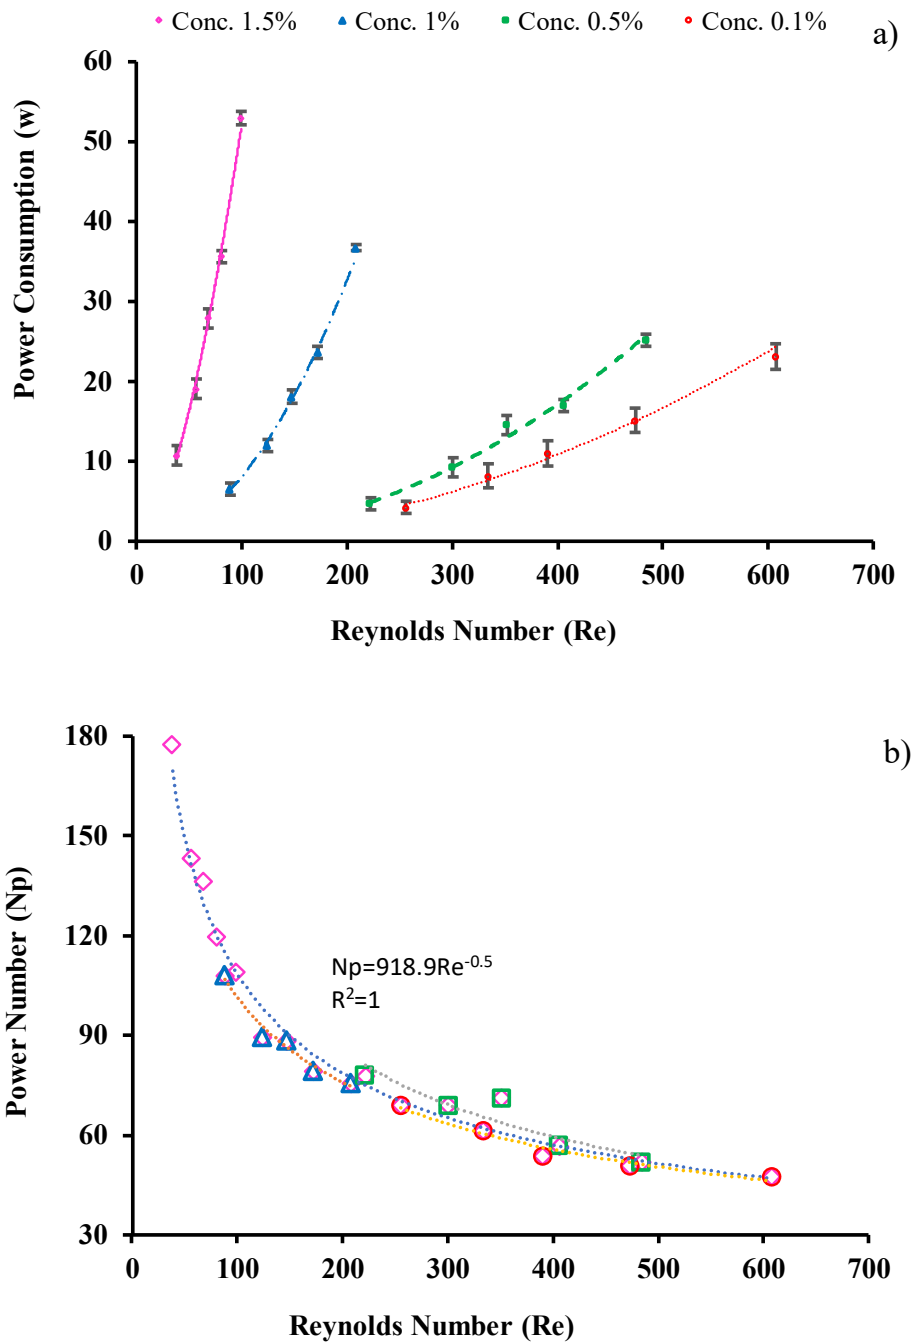 Conc. 1.5% Conc. 1% Conc. 0.5% Conc. 0.1%
a)
60
50
40
30
20
10
0
Power Consumption (w)
0 100 200 300 400 500 600 700
Reynolds Number (Re)
b)
180
150
120
90
60
30
Power Number (Np)
Np=918.9Re^-0.5
R²=1
0 100 200 300 400 500 600 700
Reynolds Number (Re)